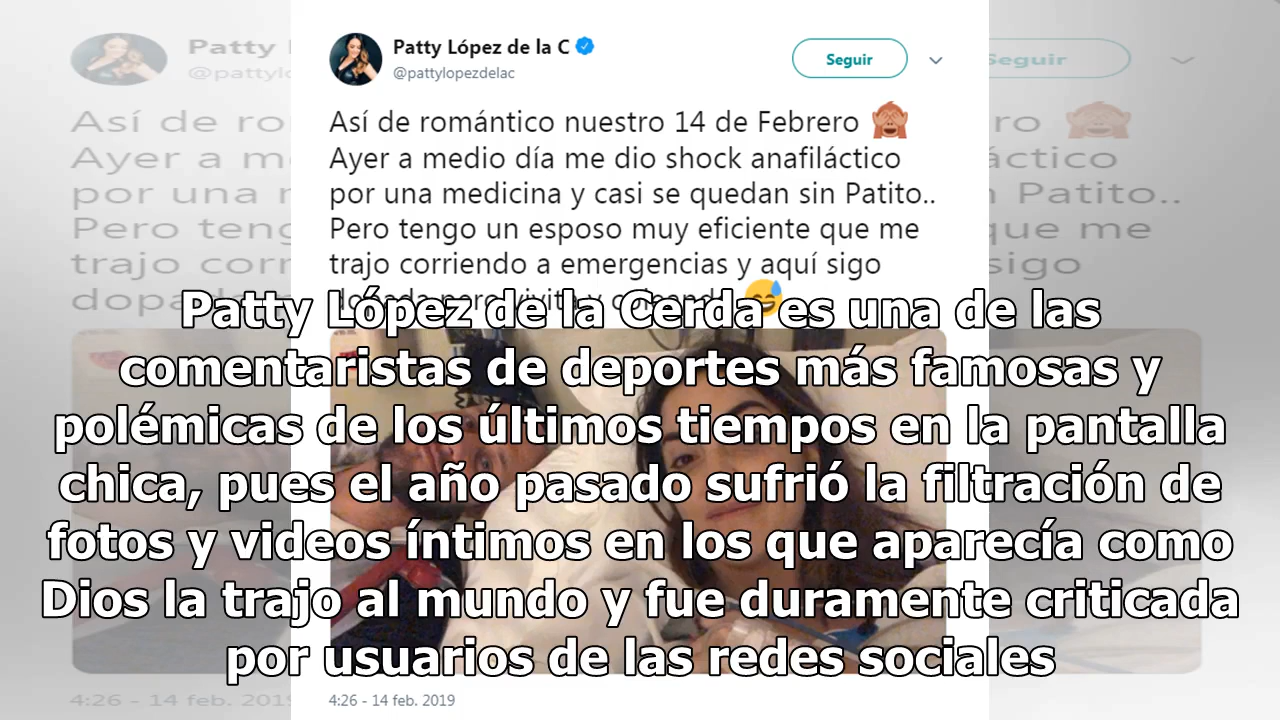 Patty López de la C
@pattylopezdelac
Seguir
Así de romántico nuestro 14 de Febrero 🙈
Ayer a medio día me dio shock anafiláctico
por una medicina y casi se quedan sin Patito..
Pero tengo un esposo muy eficiente que me
trajo corriendo a emergencias y aquí sigo
Patty López de la Cerda es una de las
comentaristas de deportes más famosas y
polémicas de los últimos tiempos en la pantalla
chica, pues el año pasado sufrió la filtración de
fotos y videos íntimos en los que aparecía como
Dios la trajo al mundo y fue duramente criticada
por usuarios de las redes sociales
4:26 - 14 feb. 2019